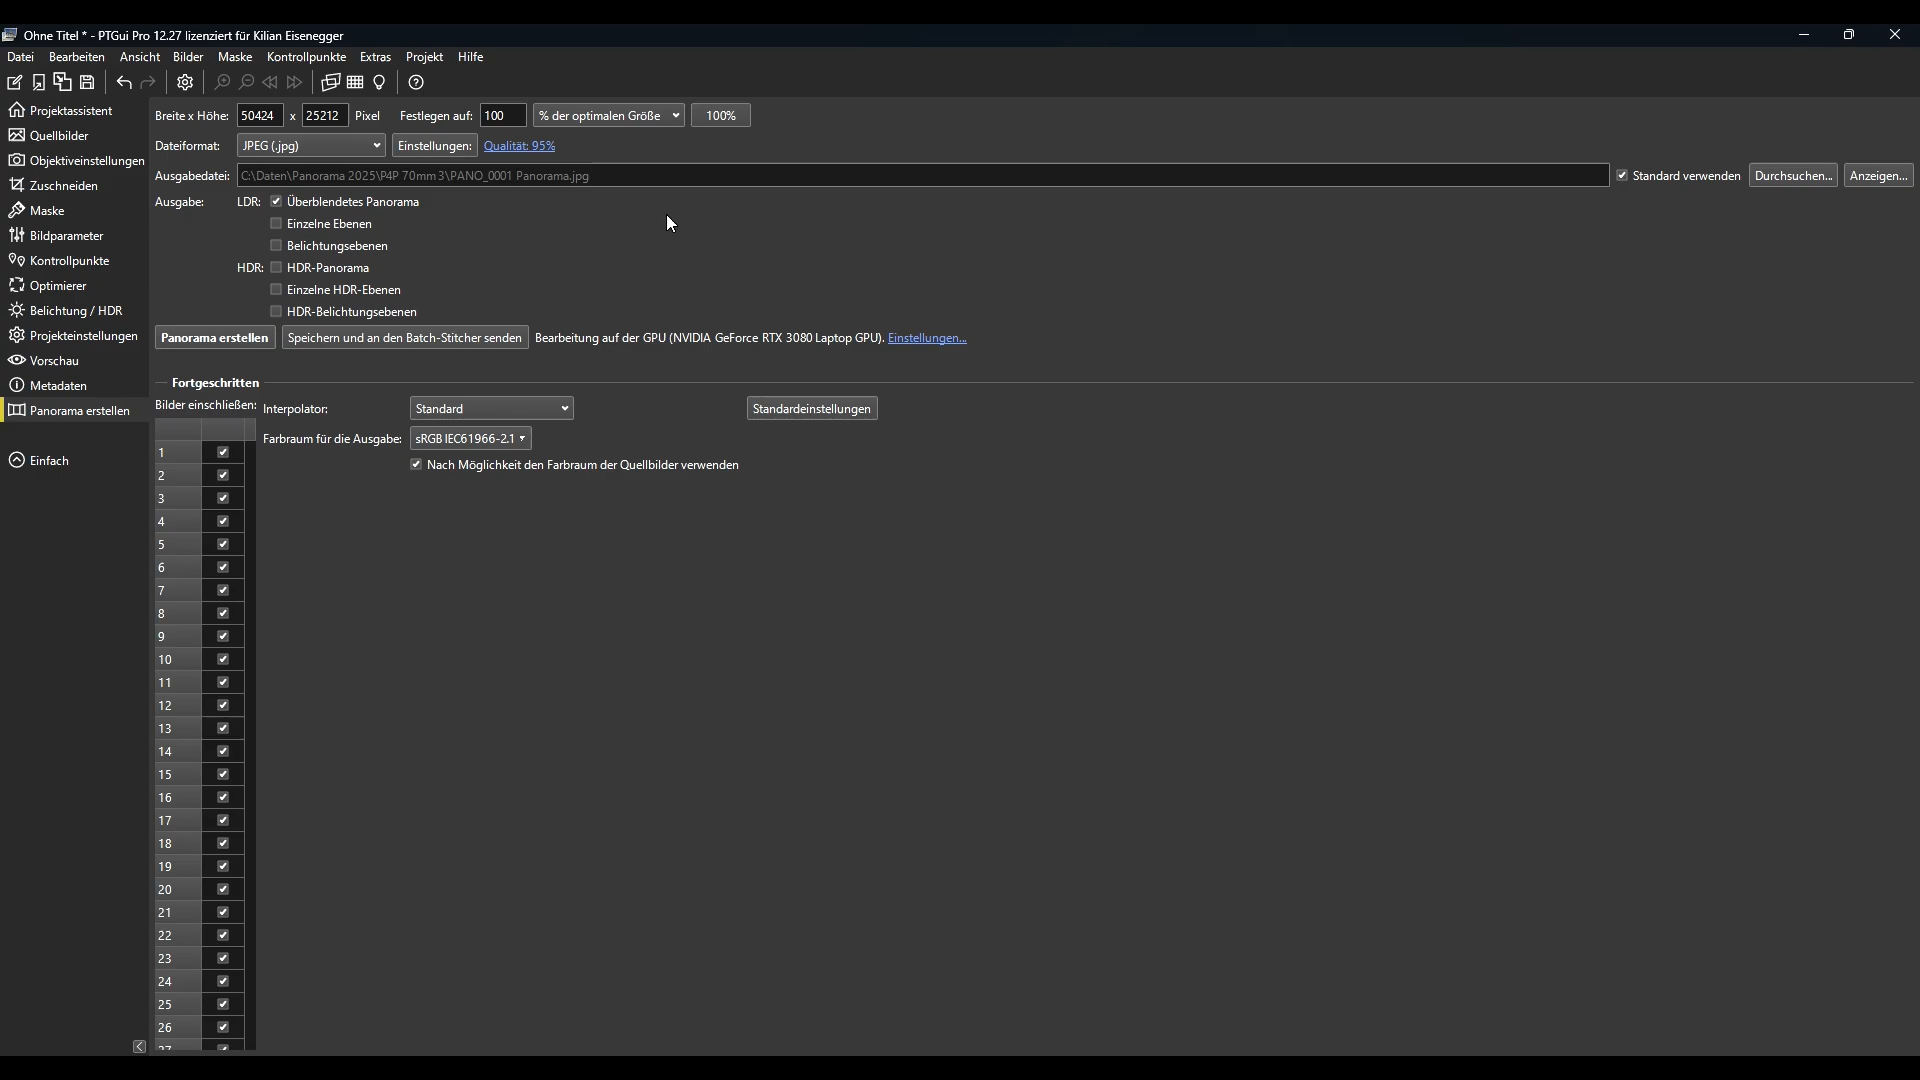 Ohne Titel * - PTGui Pro 12.27 lizenziert für Kilian Eisenegger
Datei Bearbeiten Ansicht Bilder Maske Kontrollpunkte Extras Projekt Hilfe
Projektassistent
Quellbilder
Objektiveinstellungen
Zuschneiden
Maske
Bildparameter
Kontrollpunkte
Optimierer
Belichtung / HDR
Projekteinstellungen
Vorschau
Metadaten
Panorama erstellen
Einfach
Breite x Höhe: 50424 x 25212 Pixel Festlegen auf: 100 % der optimalen Größe 100%
Dateiformat: JPEG (.jpg) Einstellungen: Qualität: 95%
Ausgabedatei: C:\Daten\Panorama 2025\P4P 70mm 3\PANO_0001 Panorama.jpg Standard verwenden Durchsuchen... Anzeigen...
Ausgabe: LDR: Überblendetes Panorama
Einzelne Ebenen
Belichtungsebenen
HDR: HDR-Panorama
Einzelne HDR-Ebenen
HDR-Belichtungsebenen
Panorama erstellen Speichern und an den Batch-Stitcher senden Bearbeitung auf der GPU (NVIDIA GeForce RTX 3080 Laptop GPU). Einstellungen...
Fortgeschritten
Bilder einschließen: Interpolator: Standard Standardeinstellungen
Farbraum für die Ausgabe: sRGB IEC61966-2.1
Nach Möglichkeit den Farbraum der Quellbilder verwenden
1
2
3
4
5
6
7
8
9
10
11
12
13
14
15
16
17
18
19
20
21
22
23
24
25
26
27